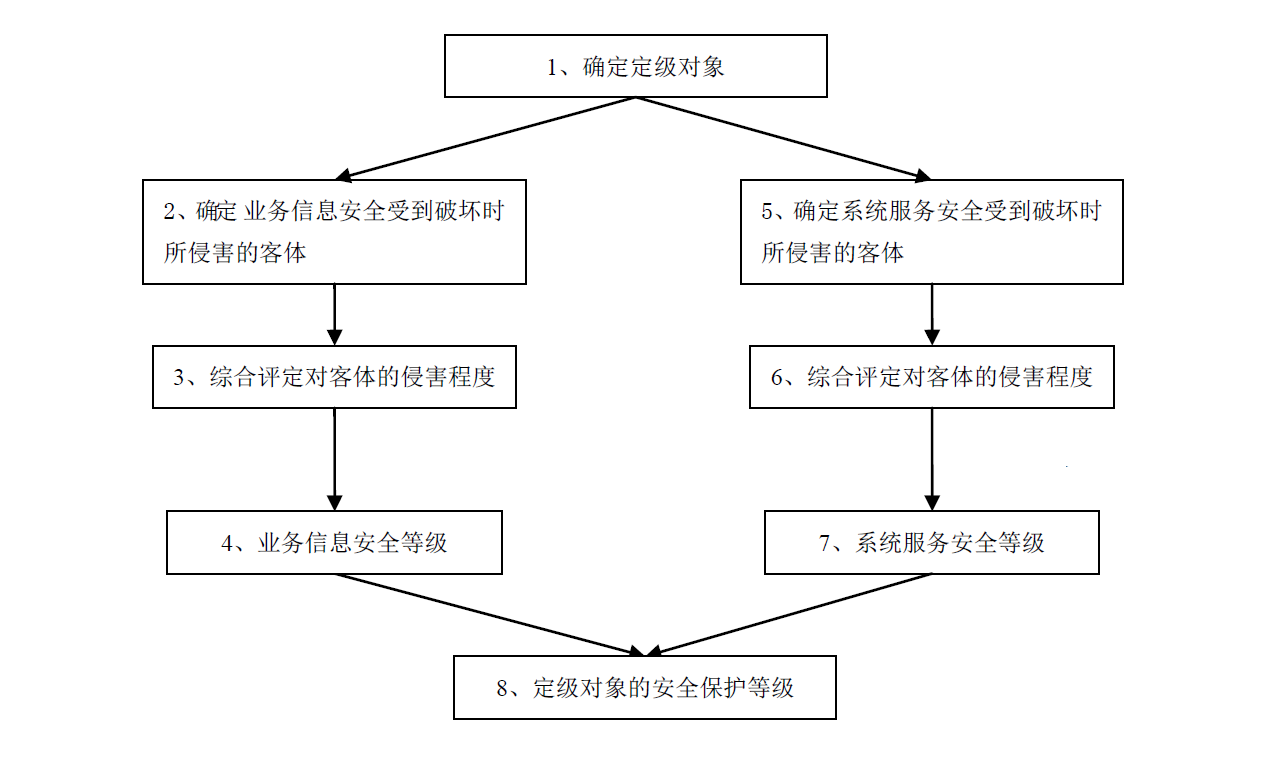 1、确定定级对象
2、确定 业务信息安全受到破坏时
所侵害的客体
3、综合评定对客体的侵害程度
4、业务信息安全等级
5、确定系统服务安全受到破坏时
所侵害的客体
6、综合评定对客体的侵害程度
7、系统服务安全等级
8、定级对象的安全保护等级